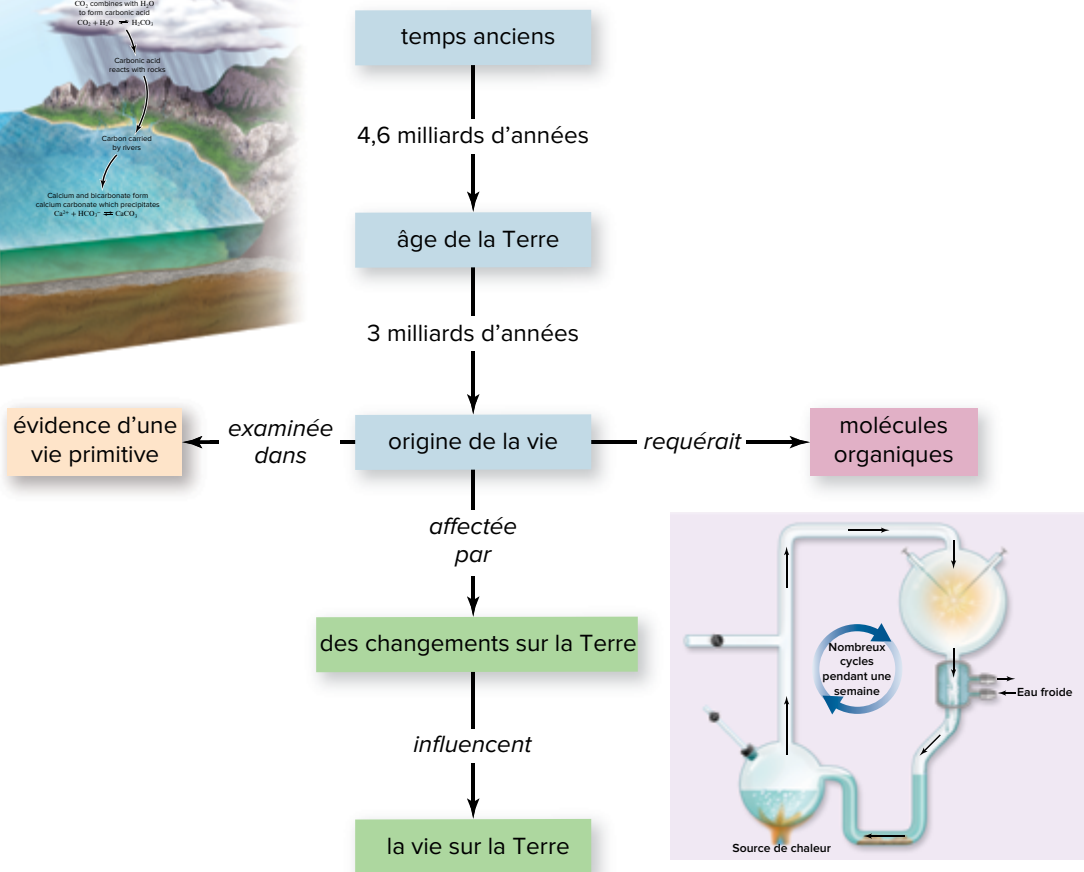 CO₂ combines with H₂O
to form carbonic acid
CO₂ + H₂O ⇌ H₂CO₃
Carbonic acid
reacts with rocks
Carbon carried
by rivers
Calcium and bicarbonate form
calcium carbonate which precipitates
Ca²⁺ + HCO₃⁻ ⇌ CaCO₃
temps anciens
4,6 milliards d’années
âge de la Terre
3 milliards d’années
évidence d’une
vie primitive
examinée
dans
origine de la vie
requérait
molécules
organiques
affectée
par
des changements sur la Terre
influencent
la vie sur la Terre
Nombreux
cycles
pendant une
semaine
Eau froide
Source de chaleur